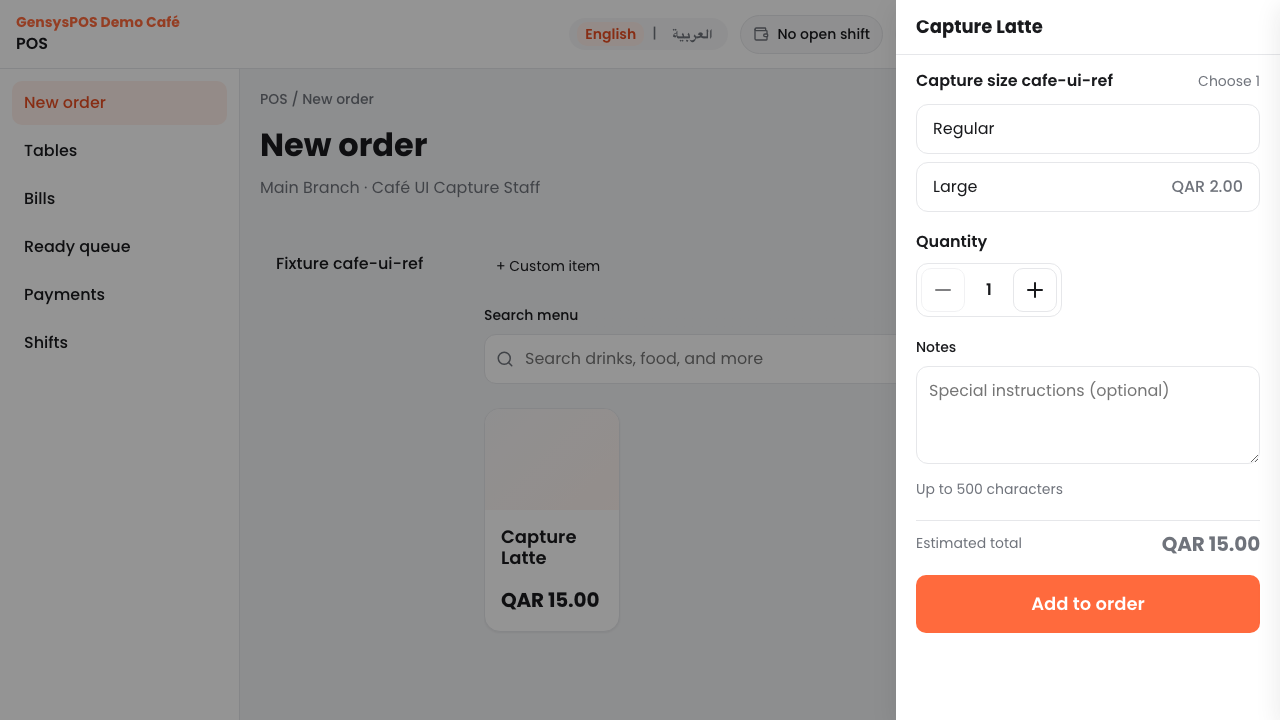 GensysPOS Demo Café
POS
English | العربية
No open shift
New order
Tables
Bills
Ready queue
Payments
Shifts
POS / New order
New order
Main Branch · Café UI Capture Staff
Fixture cafe-ui-ref
+ Custom item
Search menu
Search drinks, food, and more
Capture
Latte
QAR 15.00
Capture Latte
Capture size cafe-ui-ref
Choose 1
Regular
Large
QAR 2.00
Quantity
1
Notes
Special instructions (optional)
Up to 500 characters
Estimated total
QAR 15.00
Add to order